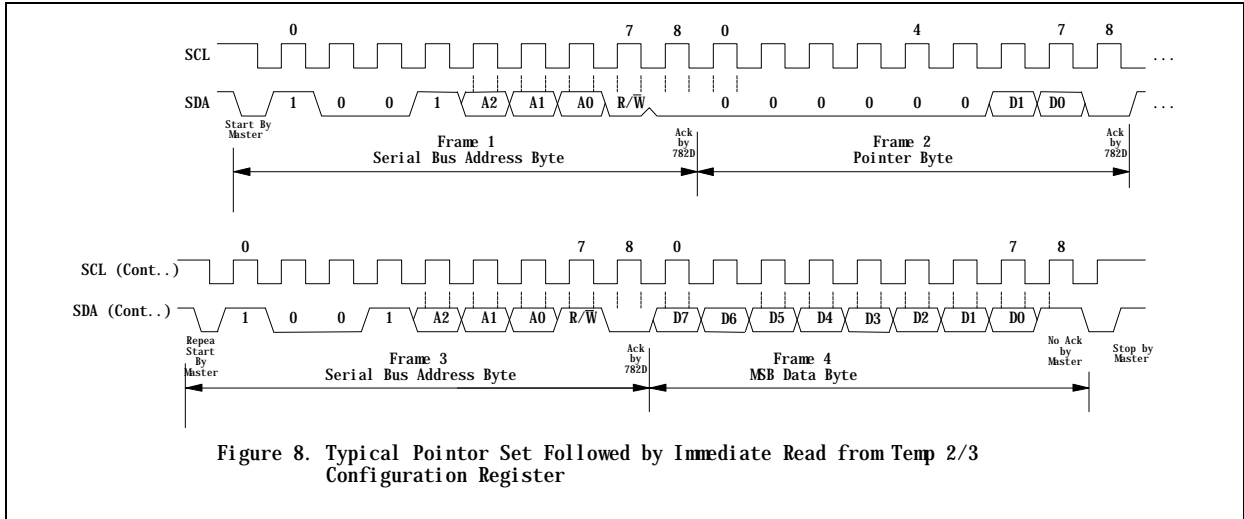 0 7 8 0 4 7 8
SCL
...
SDA 1 0 0 1 A2 A1 A0 R/W̅ 0 0 0 0 0 0 D1 D0 ...
Start By
Master
Frame 1
Serial Bus Address Byte
Ack
by
782D
Frame 2
Pointer Byte
Ack
by
782D
0 7 8 0 7 8
SCL (Cont..)
SDA (Cont..) 1 0 0 1 A2 A1 A0 R/W̅ D7 D6 D5 D4 D3 D2 D1 D0
Repea
Start
By
Master
Frame 3
Serial Bus Address Byte
Ack
by
782D
Frame 4
MSB Data Byte
No Ack
by
Master
Stop by
Master
Figure 8. Typical Pointor Set Followed by Immediate Read from Temp 2/3
Configuration Register